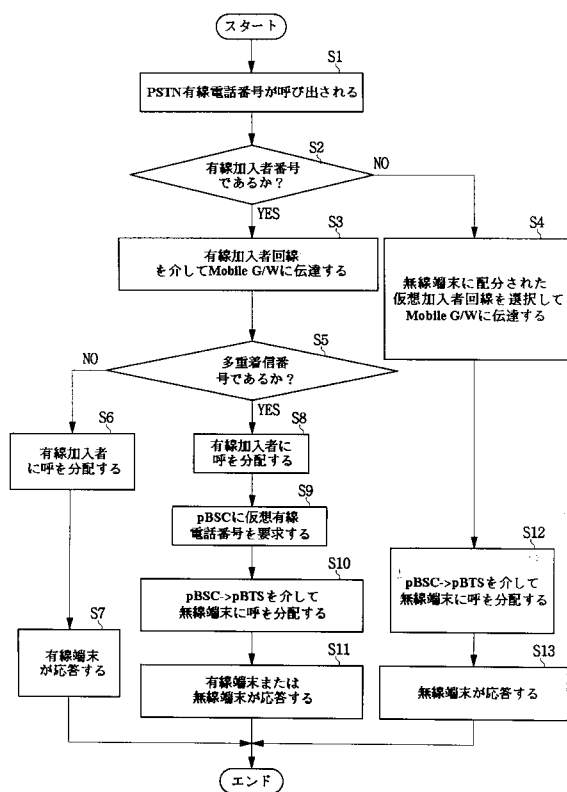 スタート
S1
PSTN有線電話番号が呼び出される
S2
有線加入者番号
であるか？
NO
YES
S3
有線加入者回線
を介してMobile G/Wに伝達する
S4
無線端末に配分された
仮想加入者回線を選択して
Mobile G/Wに伝達する
S5
多重着信番
号であるか？
NO
YES
S6
有線加入者
に呼を分配する
S8
有線加入者に
呼を分配する
S9
pBSCに仮想有線
電話番号を要求する
S10
pBSC->pBTSを介して
無線端末に呼を分配する
S12
pBSC->pBTSを介して
無線端末に呼を分配する
S7
有線端末
が応答する
S11
有線端末または
無線端末が応答する
S13
無線端末が応答する
エンド